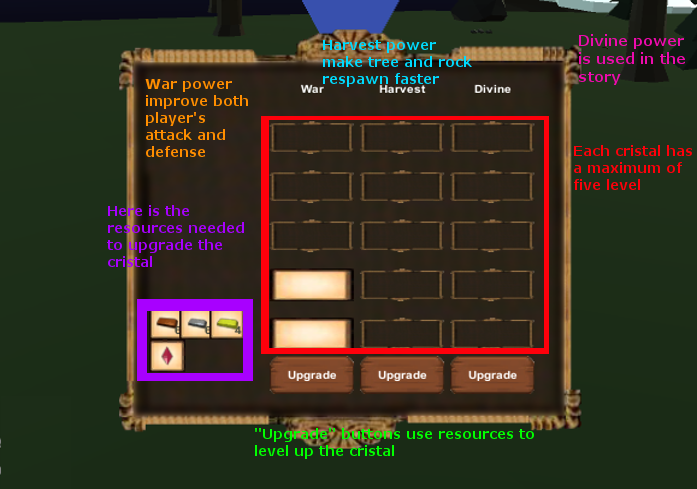 Harvest power
make tree and rock
respawn faster
Divine power
is used in the
story
War power
improve both
player's
attack and
defense
War
Harvest
Divine
Each cristal has
a maximum of
five level
Here is the
resources needed
to upgrade the
cristal
Upgrade
Upgrade
Upgrade
"Upgrade" buttons use resources to
level up the cristal